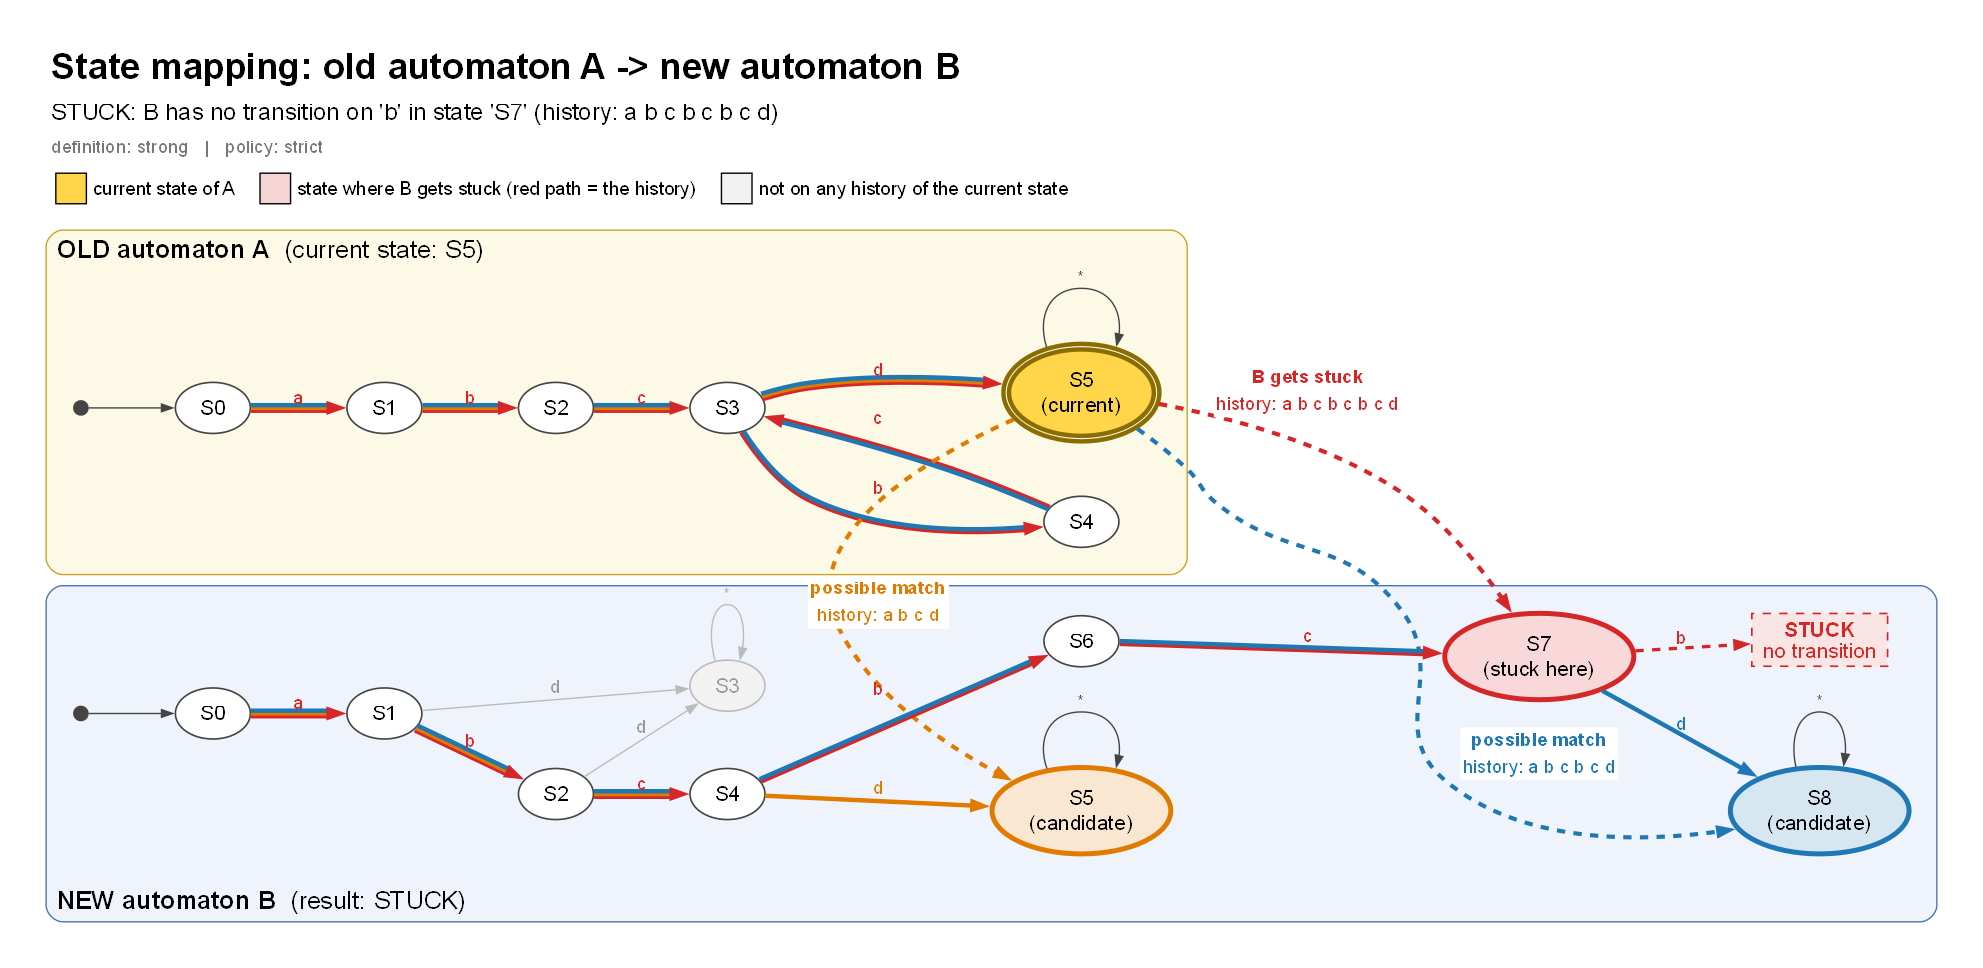 State mapping: old automaton A -> new automaton B
STUCK: B has no transition on 'b' in state 'S7' (history: a b c b c b c d)
definition: strong | policy: strict
current state of A
state where B gets stuck (red path = the history)
not on any history of the current state
OLD automaton A (current state: S5)
*
S0
a
S1
b
S2
c
S3
d
S5
(current)
c
b
S4
B gets stuck
history: a b c b c b c d
possible match
history: a b c d
*
S3
S6
c
S7
(stuck here)
b
STUCK
no transition
S0
a
S1
d
d
b
b
S2
c
S4
d
*
S5
(candidate)
possible match
history: a b c b c d
d
*
S8
(candidate)
NEW automaton B (result: STUCK)